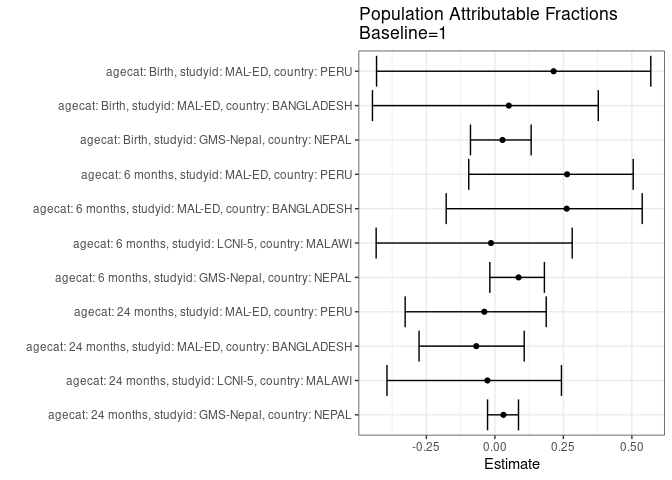 Population Attributable Fractions
Baseline=1
agecat: Birth, studyid: MAL-ED, country: PERU
agecat: Birth, studyid: MAL-ED, country: BANGLADESH
agecat: Birth, studyid: GMS-Nepal, country: NEPAL
agecat: 6 months, studyid: MAL-ED, country: PERU
agecat: 6 months, studyid: MAL-ED, country: BANGLADESH
agecat: 6 months, studyid: LCNI-5, country: MALAWI
agecat: 6 months, studyid: GMS-Nepal, country: NEPAL
agecat: 24 months, studyid: MAL-ED, country: PERU
agecat: 24 months, studyid: MAL-ED, country: BANGLADESH
agecat: 24 months, studyid: LCNI-5, country: MALAWI
agecat: 24 months, studyid: GMS-Nepal, country: NEPAL
-0.25 0.00 0.25 0.50
Estimate